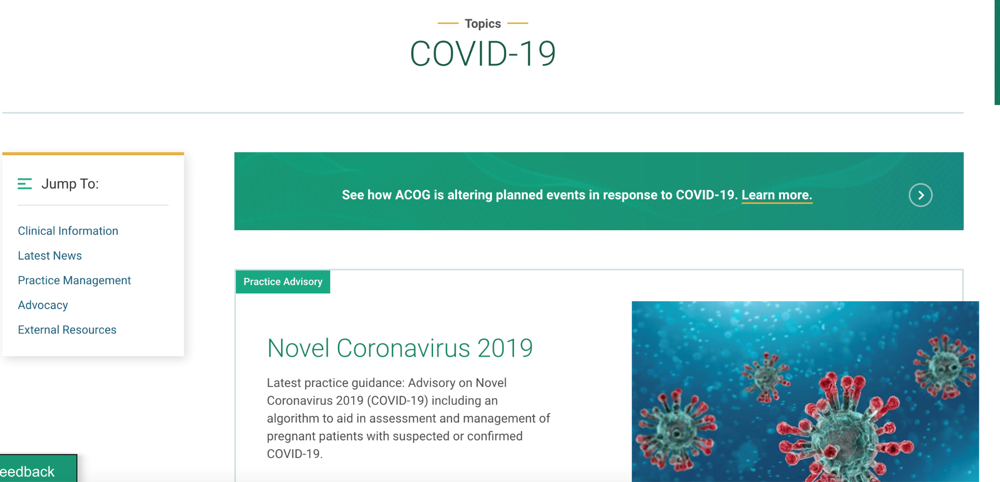 Topics
COVID-19
Jump To:
Clinical Information
Latest News
Practice Management
Advocacy
External Resources
See how ACOG is altering planned events in response to COVID-19. Learn more.
Practice Advisory
Novel Coronavirus 2019
Latest practice guidance: Advisory on Novel
Coronavirus 2019 (COVID-19) including an
algorithm to aid in assessment and management of
pregnant patients with suspected or confirmed
COVID-19.
eedback